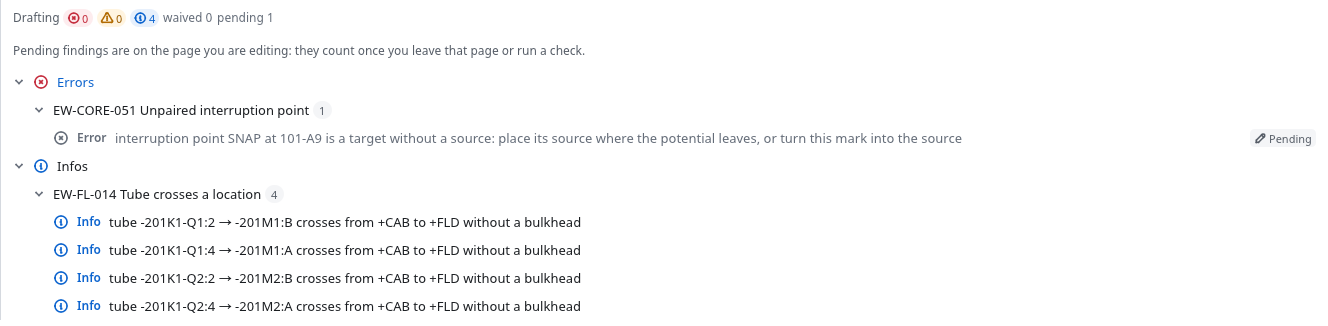 Drafting 0 0 4 waived 0 pending 1
Pending findings are on the page you are editing: they count once you leave that page or run a check.
Errors
EW-CORE-051 Unpaired interruption point 1
Error interruption point SNAP at 101-A9 is a target without a source: place its source where the potential leaves, or turn this mark into the source Pending
Infos
EW-FL-014 Tube crosses a location 4
Info tube -201K1-Q1:2 → -201M1:B crosses from +CAB to +FLD without a bulkhead
Info tube -201K1-Q1:4 → -201M1:A crosses from +CAB to +FLD without a bulkhead
Info tube -201K1-Q2:2 → -201M2:B crosses from +CAB to +FLD without a bulkhead
Info tube -201K1-Q2:4 → -201M2:A crosses from +CAB to +FLD without a bulkhead